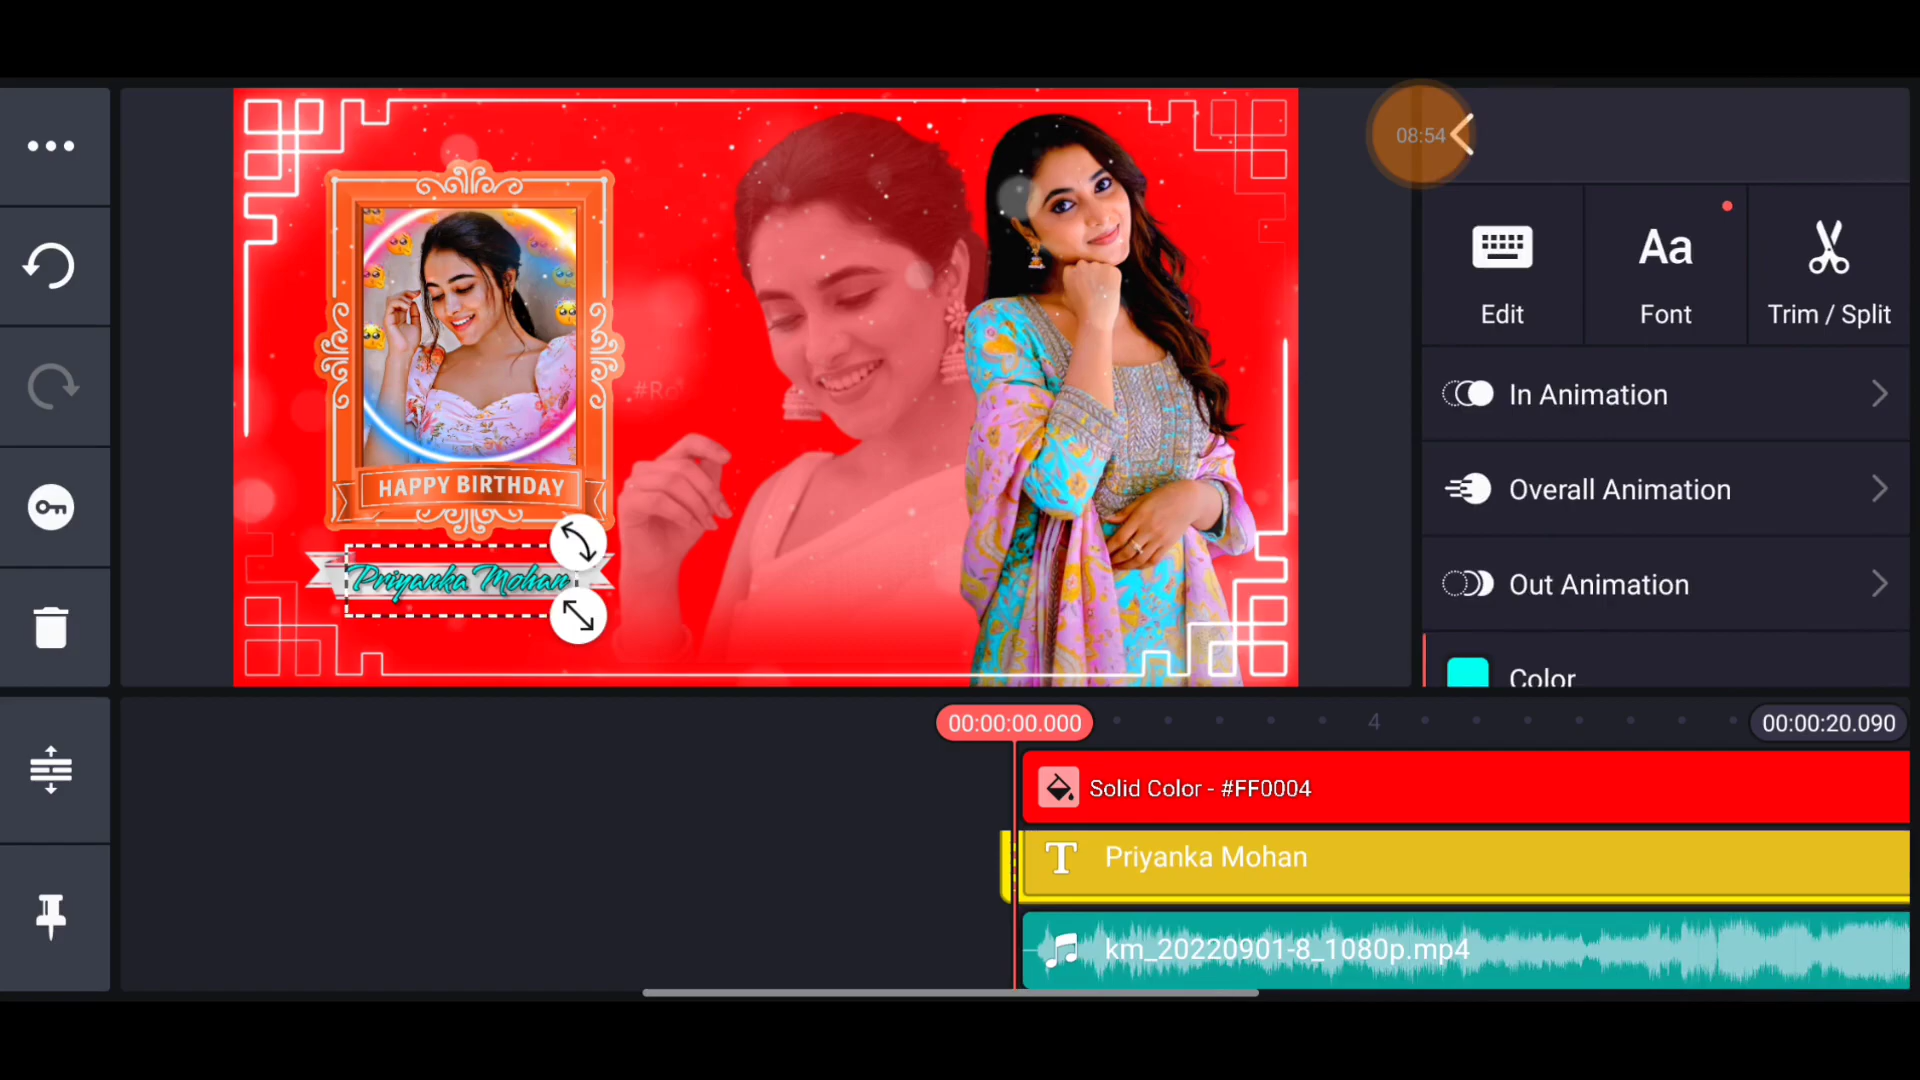 08:54
Edit
Aa
Font
Trim / Split
In Animation
Overall Animation
Out Animation
Color
HAPPY BIRTHDAY
Priyanka Mohan
00:00:00.000
4
00:00:20.090
Solid Color - #FF0004
T Priyanka Mohan
km_20220901-8_1080p.mp4